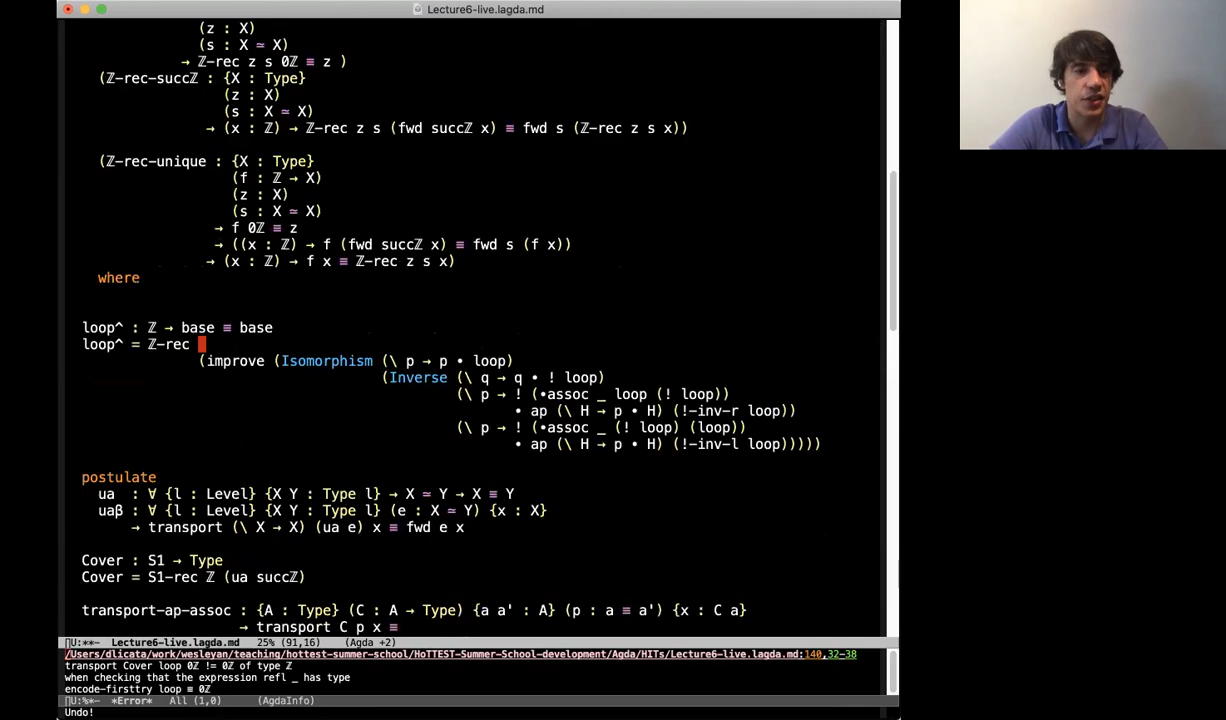 Lecture6-live.lagda.md
(z : X)
(s : X ≃ X)
→ ℤ-rec z s 0ℤ ≡ z )
(ℤ-rec-succℤ : {X : Type}
(z : X)
(s : X ≃ X)
→ (x : ℤ) → ℤ-rec z s (fwd succℤ x) ≡ fwd s (ℤ-rec z s x))
(ℤ-rec-unique : {X : Type}
(f : ℤ → X)
(z : X)
(s : X ≃ X)
→ f 0ℤ ≡ z
→ ((x : ℤ) → f (fwd succℤ x) ≡ fwd s (f x))
→ (x : ℤ) → f x ≡ ℤ-rec z s x)
where
loop^ : ℤ → base ≡ base
loop^ = ℤ-rec
(improve (Isomorphism (\ p → p ∙ loop)
(Inverse (\ q → q ∙ ! loop)
(\ p → ! (∙assoc _ loop (! loop))
∙ ap (\ H → p ∙ H) (!-inv-r loop))
(\ p → ! (∙assoc _ (! loop) (loop))
∙ ap (\ H → p ∙ H) (!-inv-l loop)))))
postulate
ua : ∀ {l : Level} {X Y : Type l} → X ≃ Y → X ≡ Y
uaβ : ∀ {l : Level} {X Y : Type l} (e : X ≃ Y) {x : X}
→ transport (\ X → X) (ua e) x ≡ fwd e x
Cover : S1 → Type
Cover = S1-rec ℤ (ua succℤ)
transport-ap-assoc : {A : Type} (C : A → Type) {a a' : A} (p : a ≡ a') {x : C a}
→ transport C p x ≡
U:**- Lecture6-live.lagda.md 25% (91,16) (Agda +2)
/Users/dlicata/work/wesleyan/teaching/hottest-summer-school/HoTTEST-Summer-School-development/Agda/HITs/Lecture6-live.lagda.md:140,32-38
transport Cover loop 0ℤ != 0ℤ of type ℤ
when checking that the expression refl _ has type
encode-firsttry loop ≡ 0ℤ
U:%*- *Error* All (1,0) (AgdaInfo)
Undo!